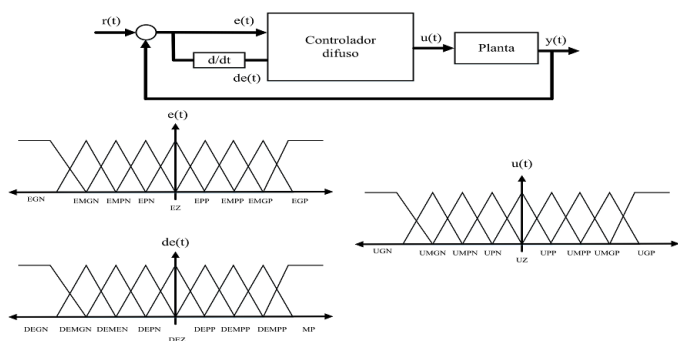 r(t)
e(t)
Controlador
difuso
u(t)
Planta
y(t)
d/dt
de(t)
e(t)
EGN EMGN EMPN EPN EZ EPP EMPP EMGP EGP
u(t)
UGN UMGN UMPN UPN UZ UPP UMPP UMGP UGP
de(t)
DEGN DEMGN DEMEN DEPN DEZ DEPP DEMPP DEMPP MP